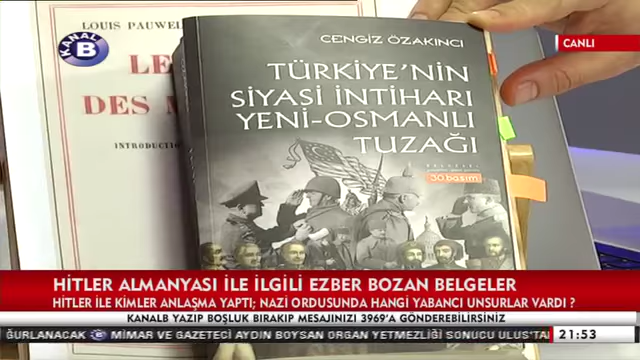 LOUIS PAUWEL
KANAL B
CANLI
CENGİZ ÖZAKINCI
LE
DES M
INTRODUCTION
TÜRKİYE'NİN
SİYASİ İNTİHARI
YENİ-OSMANLI
TUZAĞI
30 basım
HİTLER ALMANYASI İLE İLGİLİ EZBER BOZAN BELGELER
HİTLER İLE KİMLER ANLAŞMA YAPTI; NAZİ ORDUSUNDA HANGİ YABANCI UNSURLAR VARDI ?
KANALB YAZIP BOŞLUK BIRAKIP MESAJINIZI 3969'A GÖNDEREBİLİRSİNİZ
ĞURLANACAK B MİMAR VE GAZETECİ AYDIN BOYSAN ORGAN YETMEZLİĞİ SONUCU ULUSTA
21:53